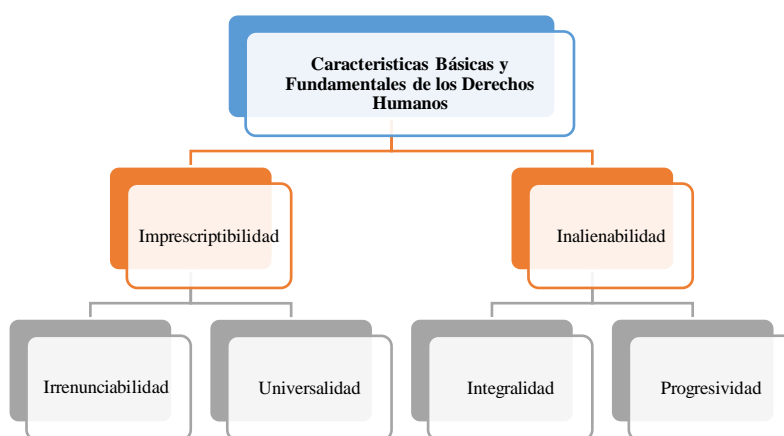 Caracteristicas Básicas y
Fundamentales de los Derechos
Humanos
Imprescriptibilidad
Inalienabilidad
Irrenunciabilidad
Universalidad
Integralidad
Progresividad